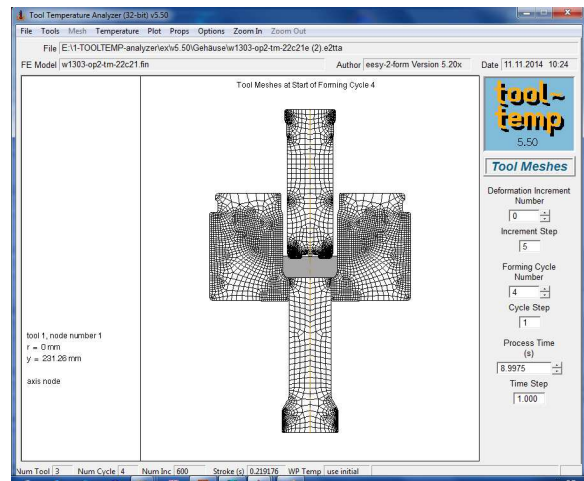 Tool Temperature Analyzer (32-bit) v5.50
File Tools Mesh Temperature Plot Props Options Zoom In Zoom Out
File E:\1-TOOLTEMP-analyzer\ex\v5.50\Gehäuse\w1303-op2-tm-22c21e (2).e2tta
FE Model w1303-op2-tm-22c21.fin Author eesy-2-form Version 5.20x Date 11.11.2014 10:24
Tool Meshes at Start of Forming Cycle 4
tool-
temp
5.50
Tool Meshes
Deformation Increment
Number
0
Increment Step
5
Forming Cycle
Number
4
Cycle Step
1
Process Time
(s)
8.9975
Time Step
1.000
tool 1, node number 1
r = 0 mm
y = 231.26 mm
axis node
Num Tool 3 Num Cycle 4 Num Inc 600 Stroke (s) 0.219176 WP Temp use initial